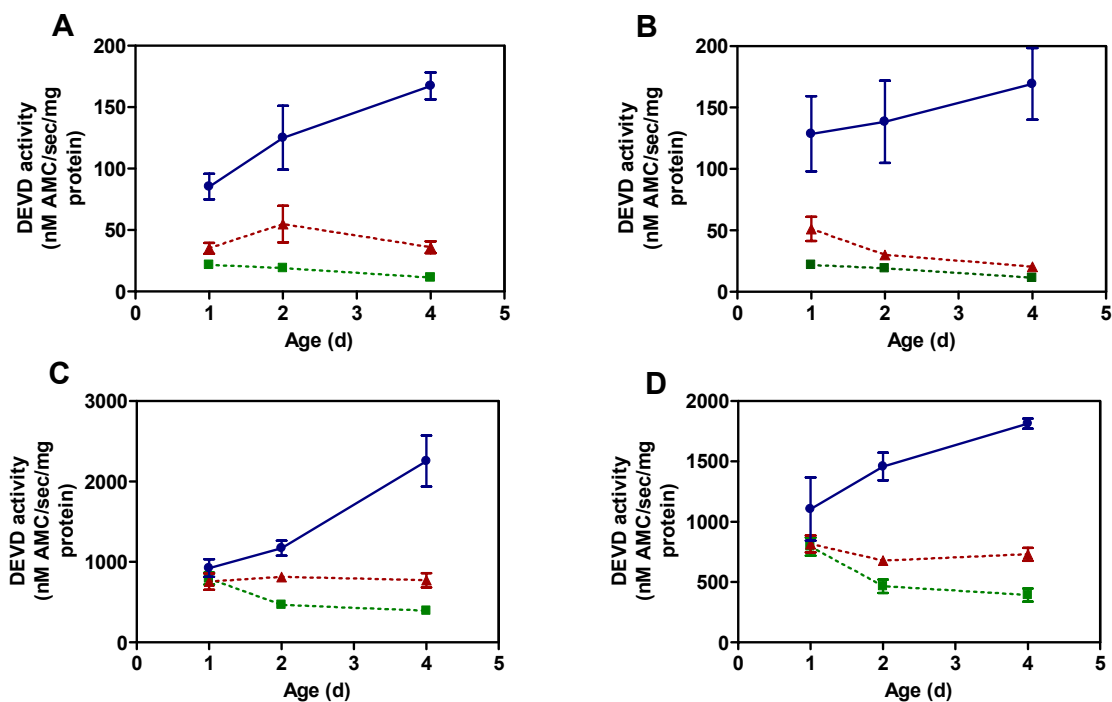 A
DEVD activity
(nM AMC/sec/mg
protein)
200
150
100
50
0
0 1 2 3 4 5
Age (d)
B
DEVD activity
(nM AMC/sec/mg
protein)
200
150
100
50
0
0 1 2 3 4 5
Age (d)
C
DEVD activity
(nM AMC/sec/mg
protein)
3000
2000
1000
0
0 1 2 3 4 5
Age (d)
D
DEVD activity
(nM AMC/sec/mg
protein)
2000
1500
1000
500
0
0 1 2 3 4 5
Age (d)